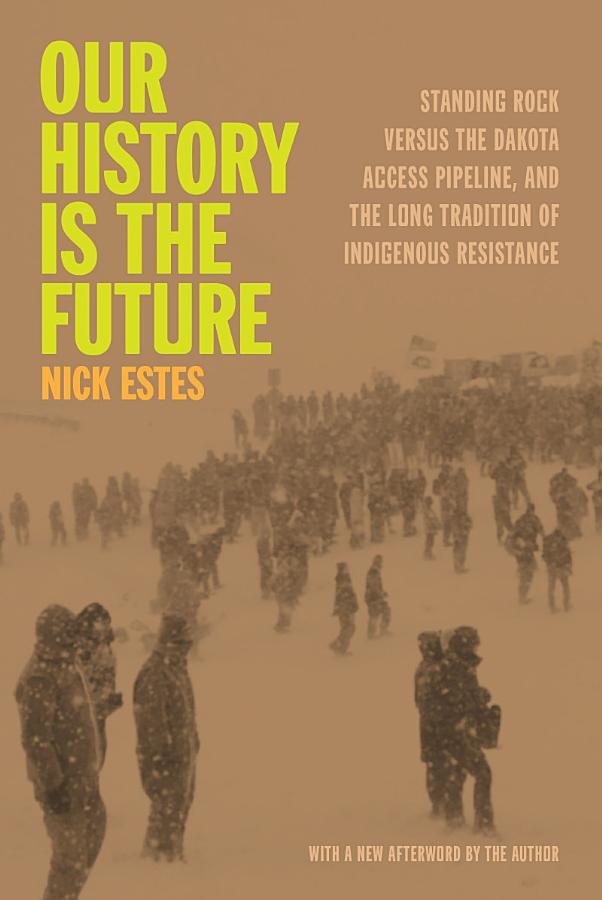 OUR
HISTORY
IS THE
FUTURE
NICK ESTES
STANDING ROCK
VERSUS THE DAKOTA
ACCESS PIPELINE, AND
THE LONG TRADITION OF
INDIGENOUS RESISTANCE
WITH A NEW AFTERWORD BY THE AUTHOR